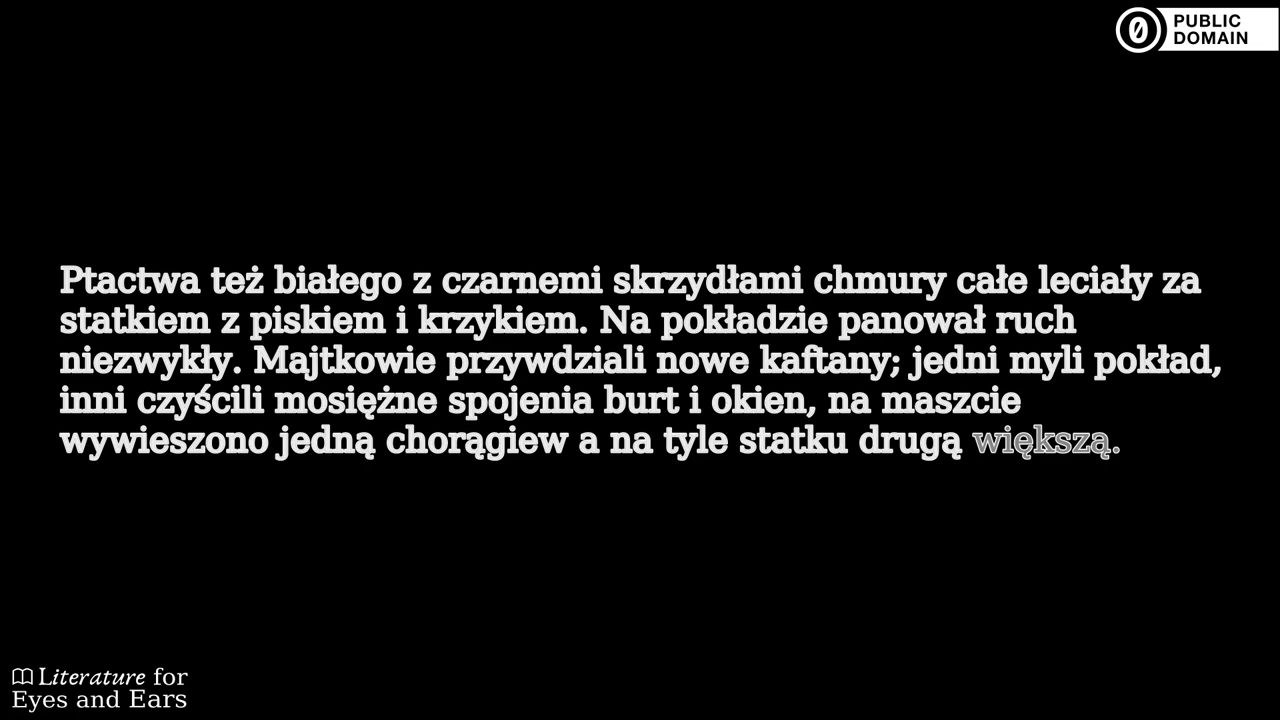 PUBLIC
DOMAIN
Ptactwa też białego z czarnemi skrzydłami chmury całe leciały za
statkiem z piskiem i krzykiem. Na pokładzie panował ruch
niezwykły. Majtkowie przywdziali nowe kaftany; jedni myli pokład,
inni czyścili mosiężne spojenia burt i okien, na maszcie
wywieszono jedną chorągiew a na tyle statku drugą większą.
Literature for
Eyes and Ears